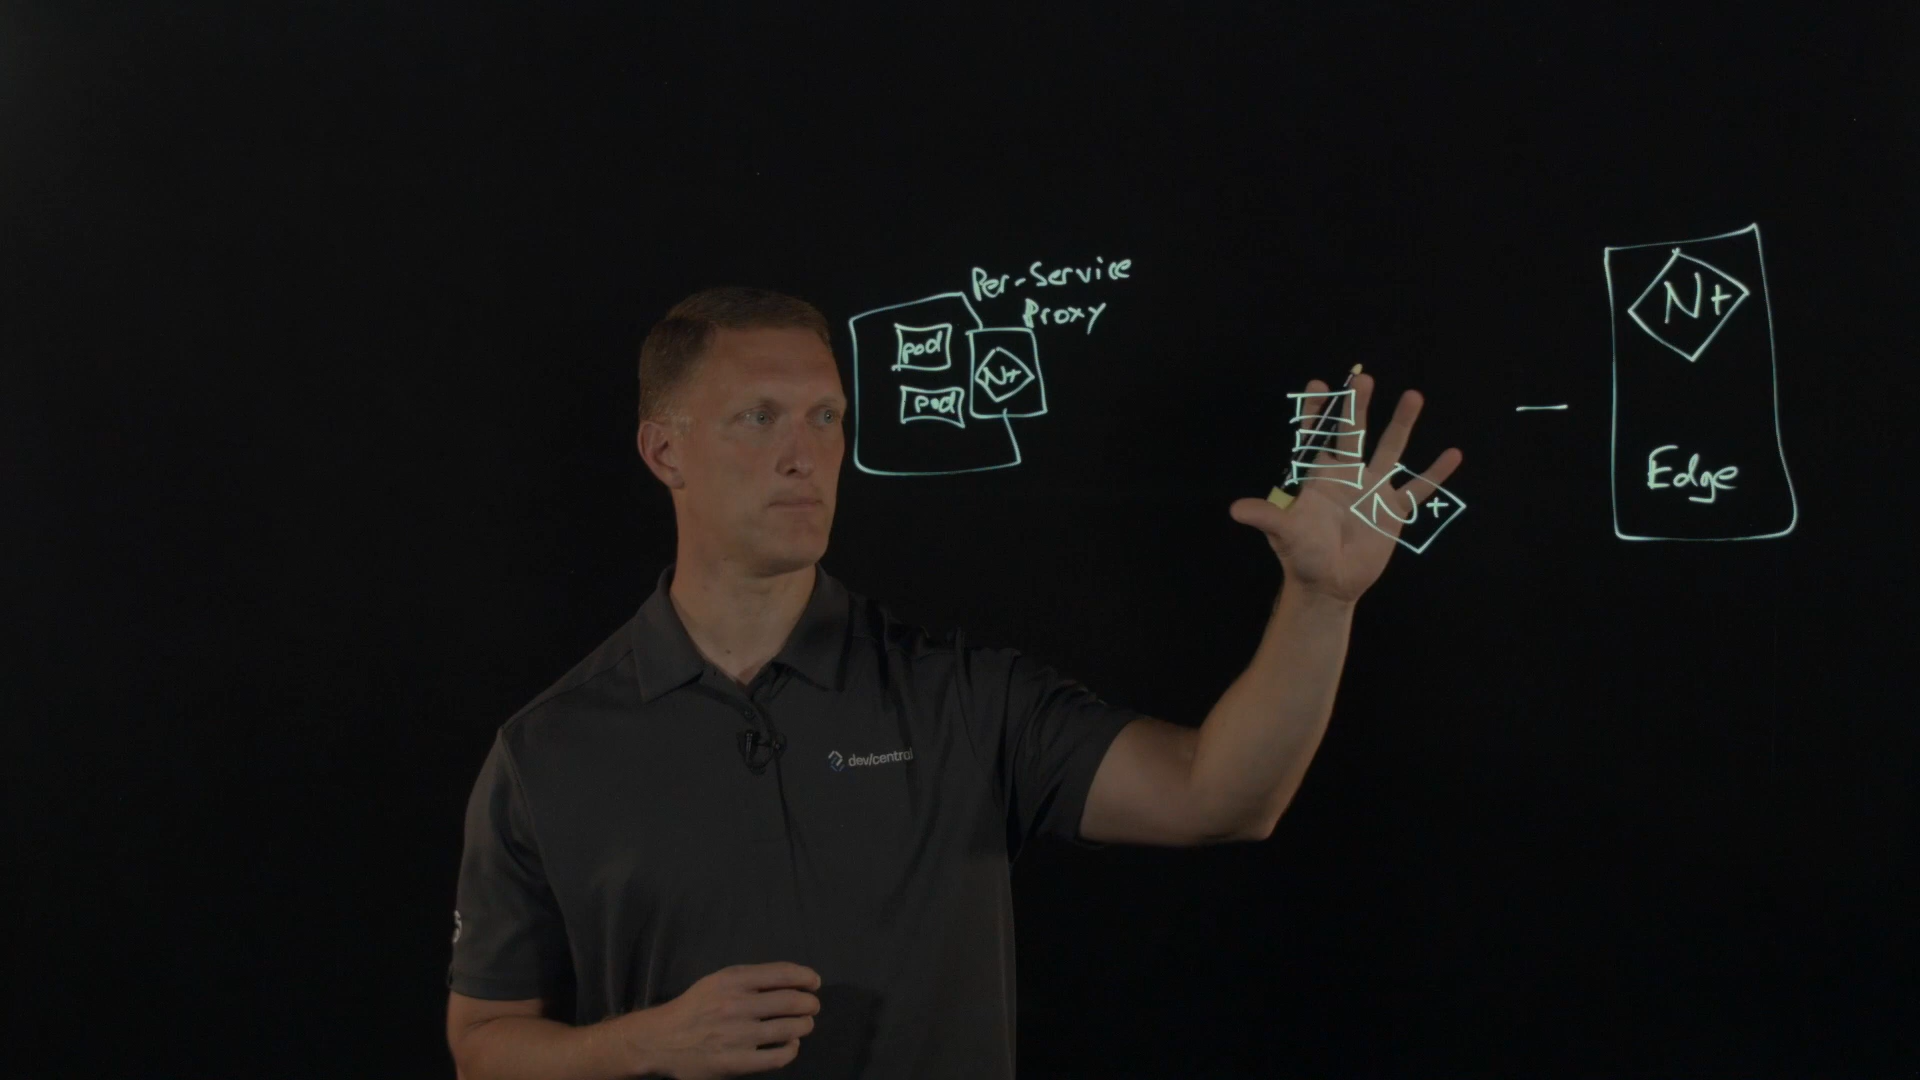 Per-Service
Proxy
pod
pod
N+
N+
N+
Edge
dev/central